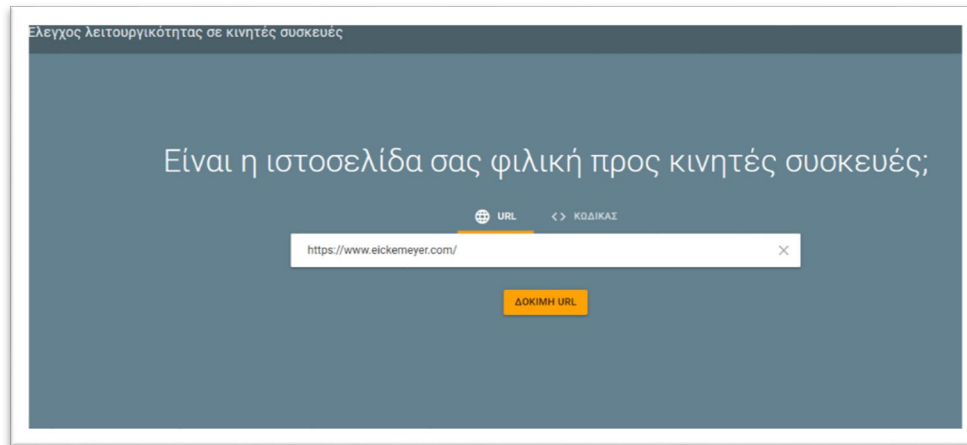 Έλεγχος λειτουργικότητας σε κινητές συσκευές
Είναι η ιστοσελίδα σας φιλική προς κινητές συσκευές;
URL <> ΚΩΔΙΚΑΣ
https://www.eickemeyer.com/
ΔΟΚΙΜΗ URL